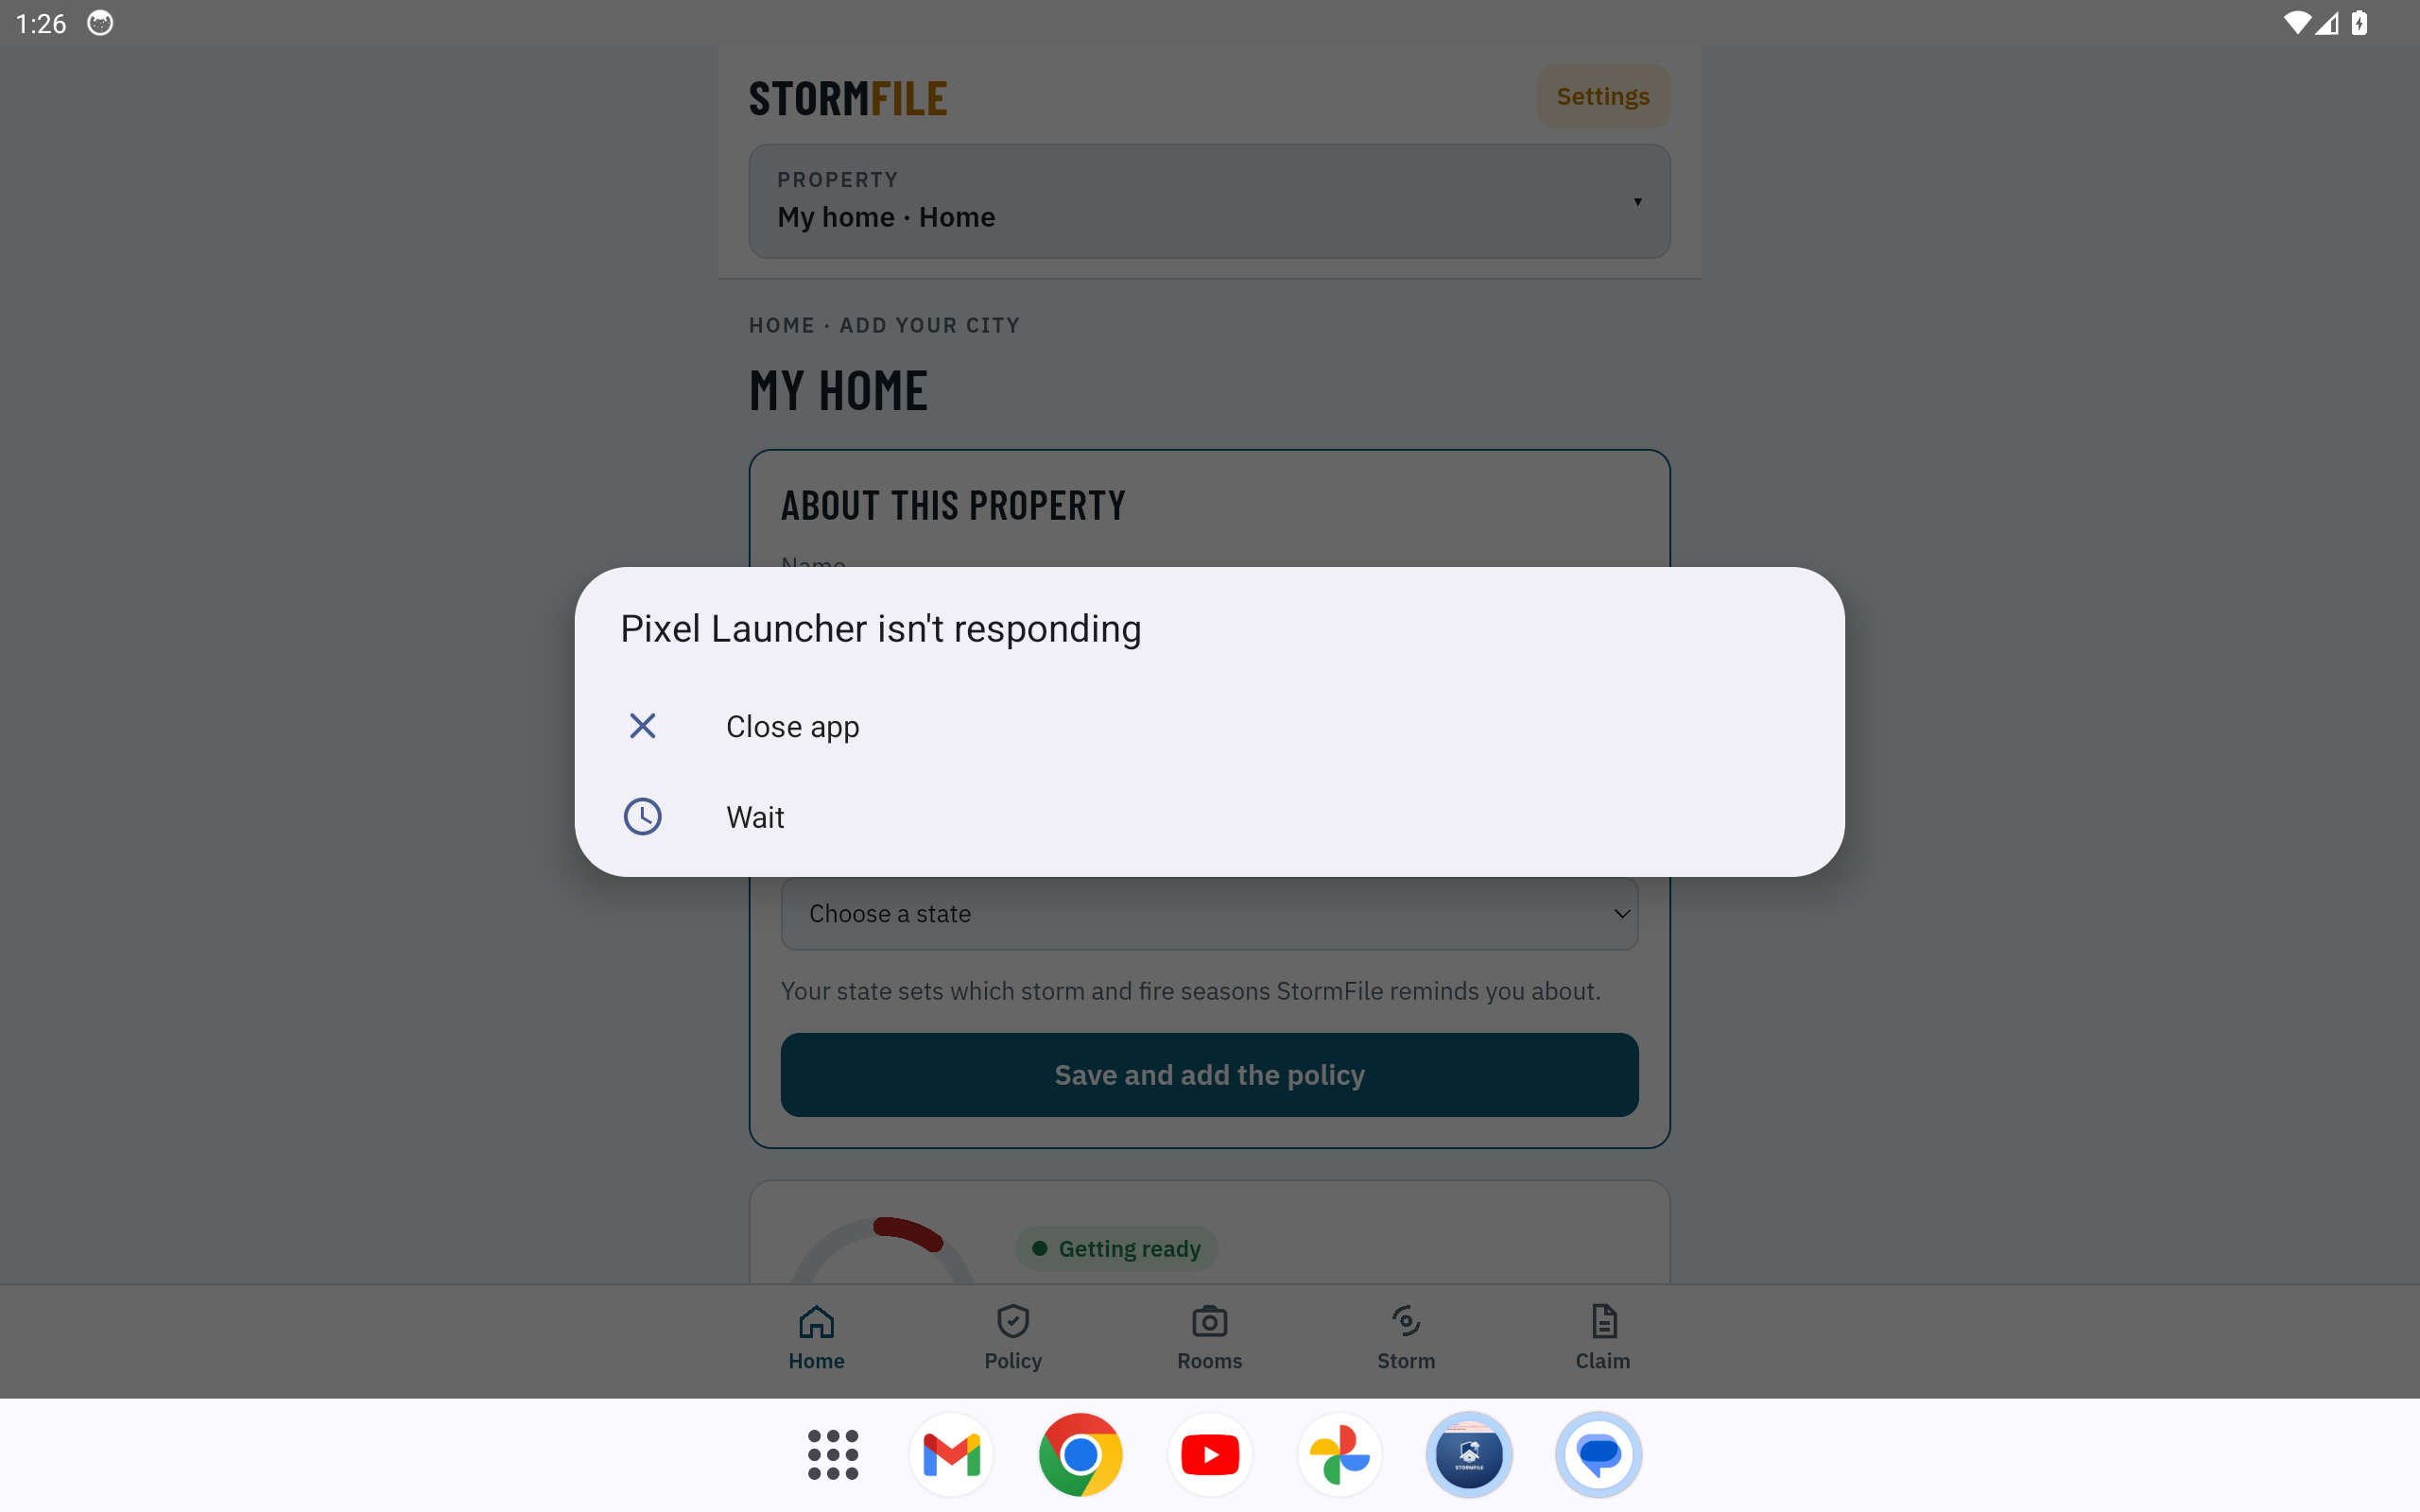 1:26
STORMFILE
Settings
PROPERTY
My home · Home
▾
HOME · ADD YOUR CITY
MY HOME
ABOUT THIS PROPERTY
Name
Pixel Launcher isn't responding
Close app
Wait
Choose a state
Your state sets which storm and fire seasons StormFile reminds you about.
Save and add the policy
Getting ready
Home
Policy
Rooms
Storm
Claim
STORMFILE